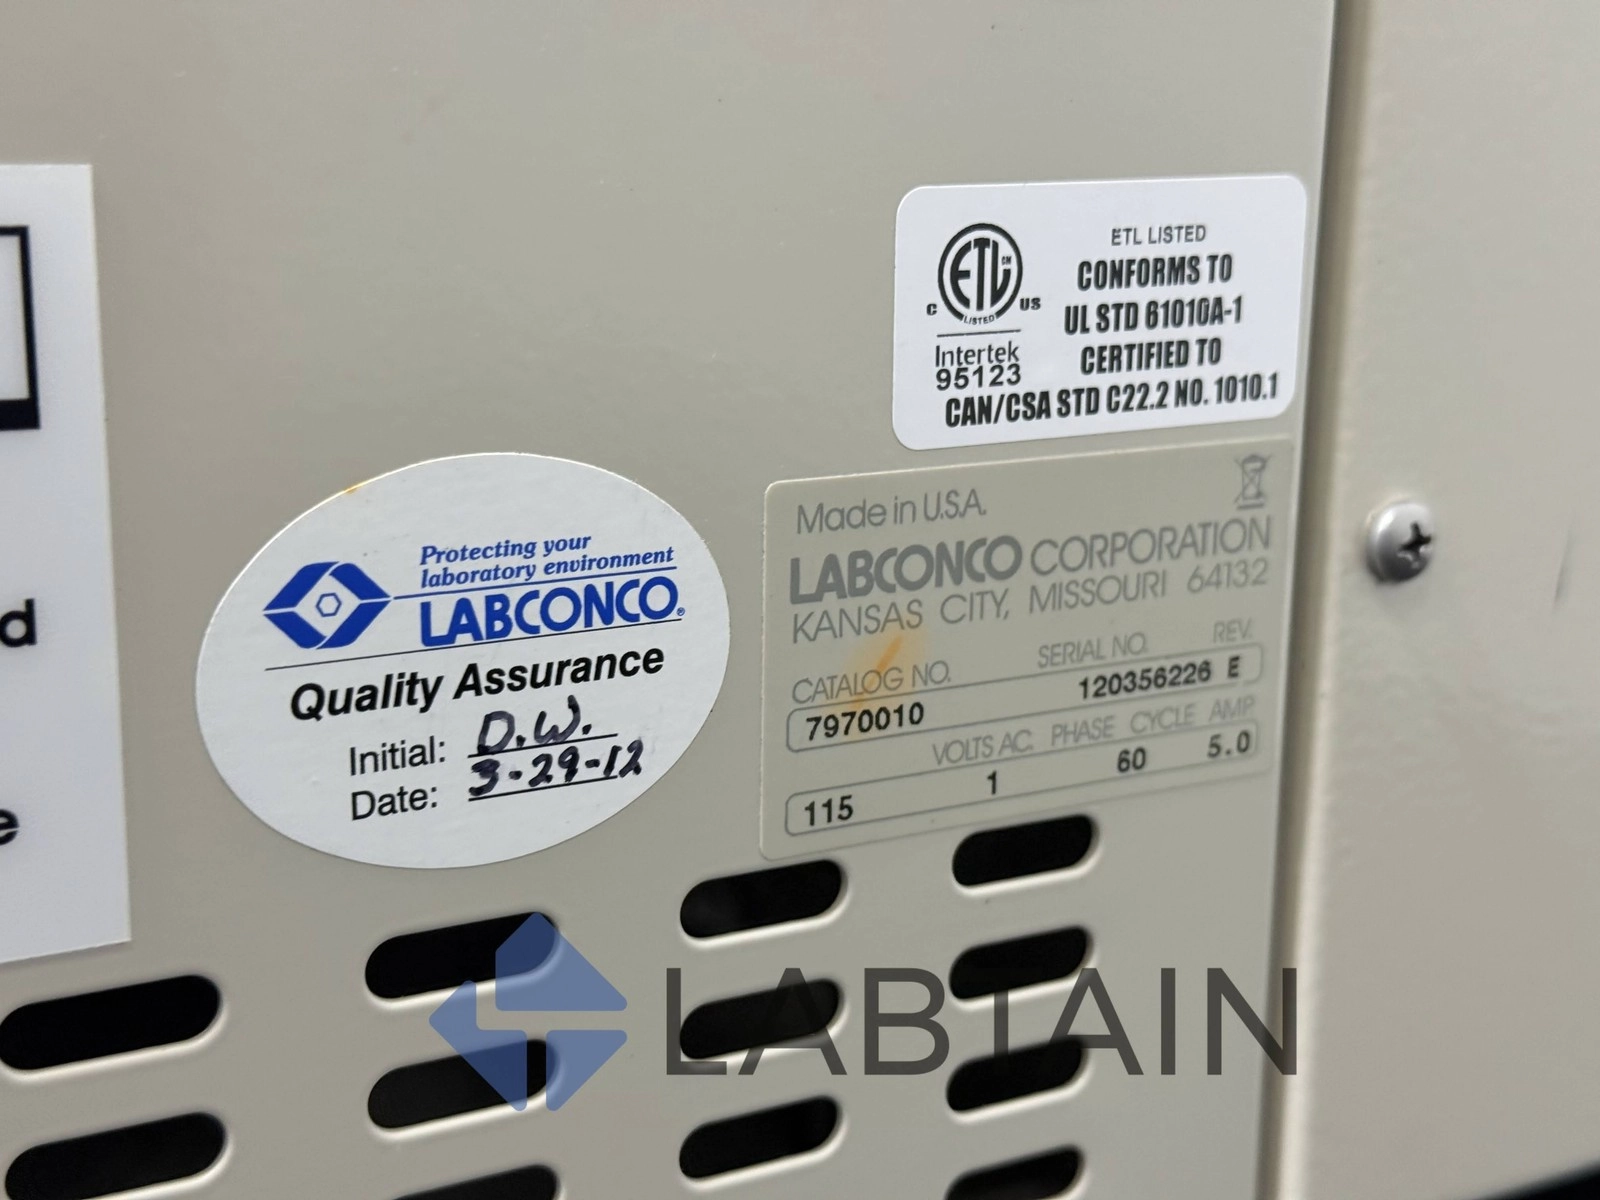 d
e
Protecting your
laboratory environment
LABCONCO®
Quality Assurance
Initial: D.W.
Date: 3-29-12
ETL CM
LISTED
C US
Intertek
95123
ETL LISTED
CONFORMS TO
UL STD 61010A-1
CERTIFIED TO
CAN/CSA STD C22.2 NO. 1010.1
Made in U.S.A.
LABCONCO CORPORATION
KANSAS CITY, MISSOURI 64132
CATALOG NO. SERIAL NO. REV.
7970010 120356226 E
VOLTS AC. PHASE CYCLE AMP
115 1 60 5.0
LABTAIN